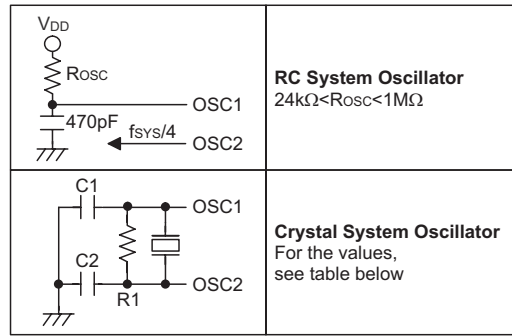 VDD
ROSC
OSC1
470pF
fSYS/4
OSC2
RC System Oscillator
24kΩ<ROSC<1MΩ
C1
OSC1
C2
R1
OSC2
Crystal System Oscillator
For the values,
see table below